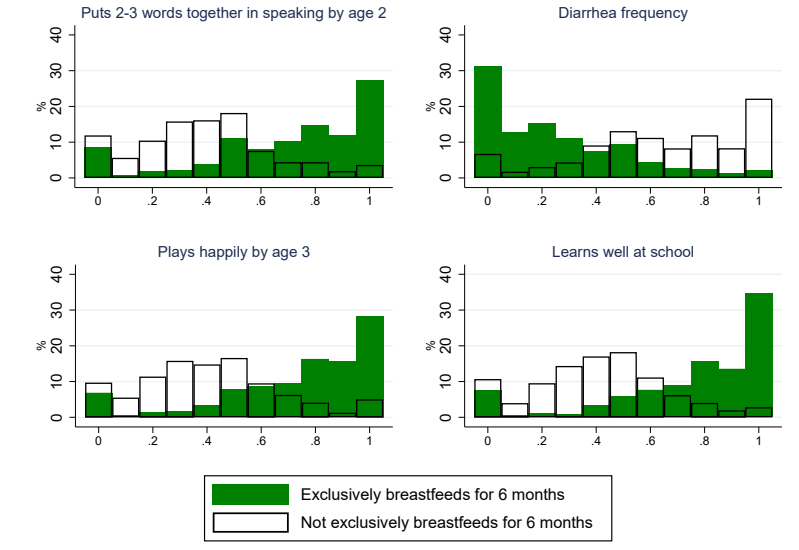 Puts 2-3 words together in speaking by age 2
%
40
30
20
10
0
0 .2 .4 .6 .8 1
Diarrhea frequency
%
40
30
20
10
0
0 .2 .4 .6 .8 1
Plays happily by age 3
%
40
30
20
10
0
0 .2 .4 .6 .8 1
Learns well at school
%
40
30
20
10
0
0 .2 .4 .6 .8 1
Exclusively breastfeeds for 6 months
Not exclusively breastfeeds for 6 months